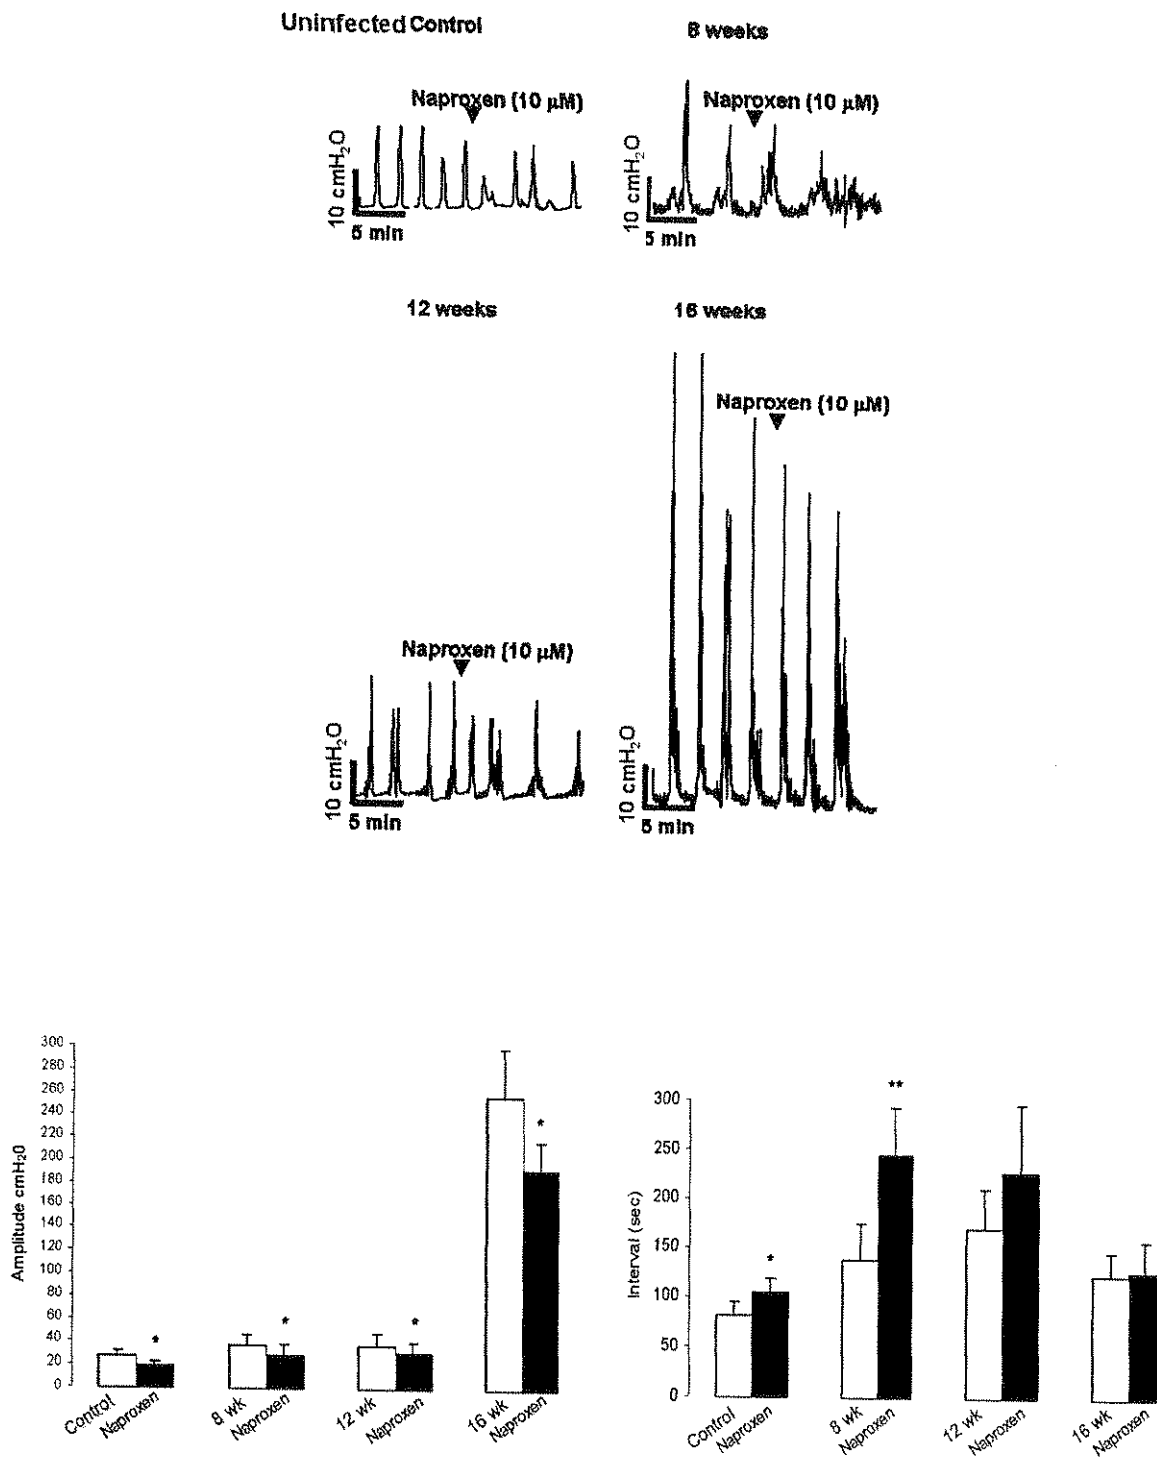 Uninfected Control
8 weeks
Naproxen (10 μM)
Naproxen (10 μM)
10 cmH₂O
10 cmH₂O
5 min
5 min
12 weeks
16 weeks
Naproxen (10 μM)
Naproxen (10 μM)
10 cmH₂O
10 cmH₂O
5 min
5 min
Amplitude cmH₂0
300
280
260
240
220
200
180
160
140
120
100
80
60
40
20
0
*
*
*
*
Control
Naproxen
8 wk
Naproxen
12 wk
Naproxen
16 wk
Naproxen
Interval (sec)
300
250
200
150
100
50
0
*
**
Control
Naproxen
8 wk
Naproxen
12 wk
Naproxen
16 wk
Naproxen